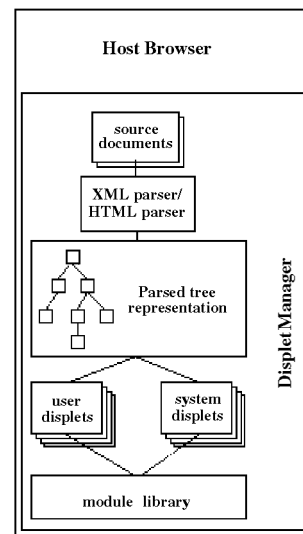 Host Browser
source
documents
XML parser/
HTML parser
Parsed tree
representation
user
displets
system
displets
module library
Displet Manager